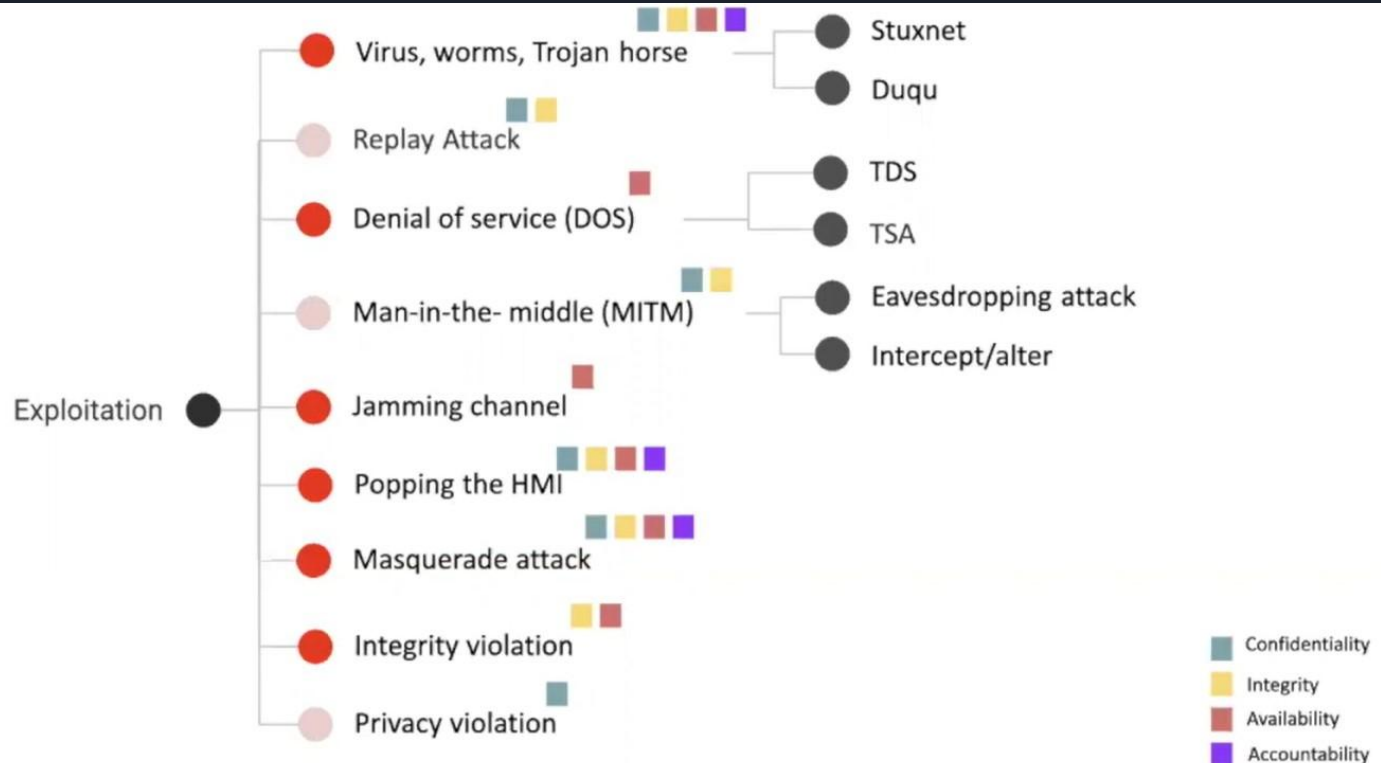 Virus, worms, Trojan horse
Stuxnet
Duqu
Replay Attack
Denial of service (DOS)
TDS
TSA
Man-in-the- middle (MITM)
Eavesdropping attack
Intercept/alter
Exploitation
Jamming channel
Popping the HMI
Masquerade attack
Integrity violation
Privacy violation
Confidentiality
Integrity
Availability
Accountability